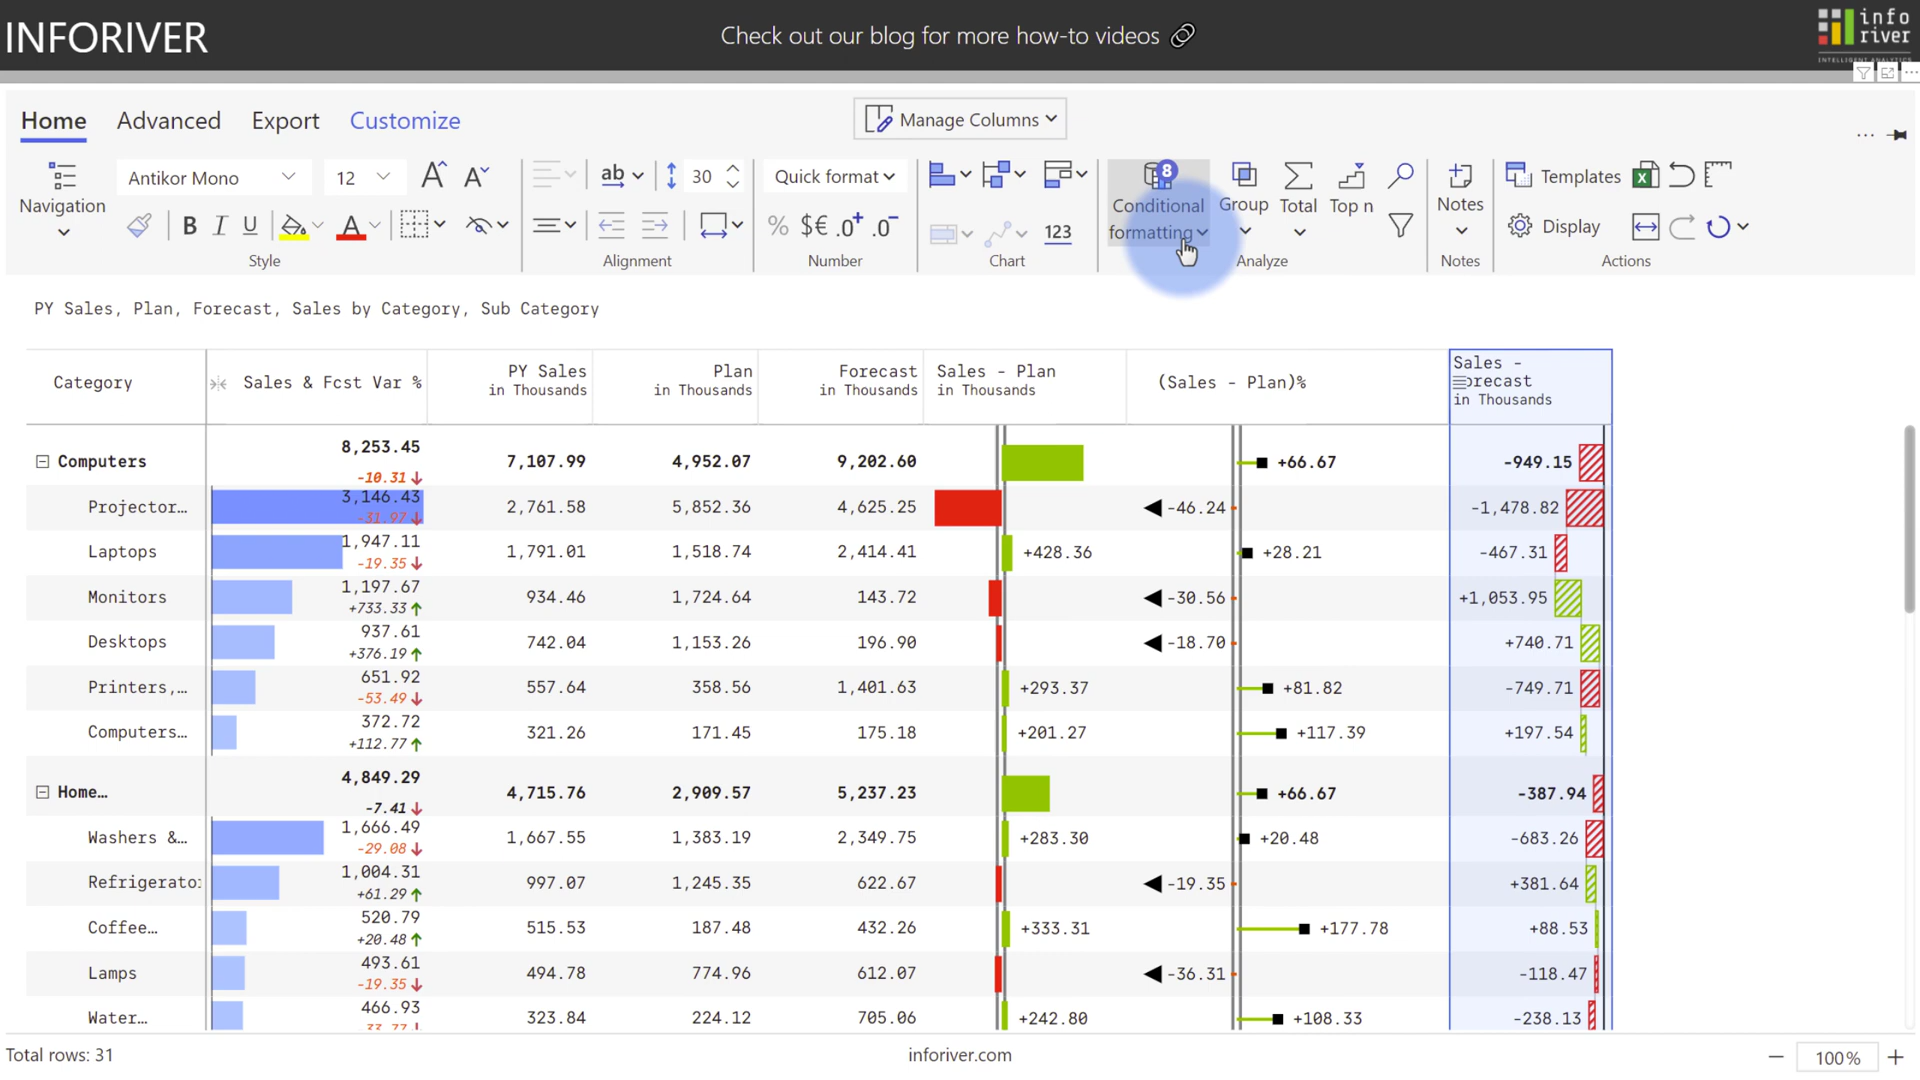 INFORIVER
Check out our blog for more how-to videos
info
river
INTELLIGENT ANALYTICS
Home Advanced Export Customize
Manage Columns
Navigation
Antikor Mono 12
B I U A
Style
ab 30
Alignment
Quick format
% $€ .0+ .0-
Number
123
Chart
8
Conditional
formatting
Group Total Top n
Analyze
Notes
Notes
Templates
Display
Actions
PY Sales, Plan, Forecast, Sales by Category, Sub Category
Category Sales & Fcst Var % PY Sales in Thousands Plan in Thousands Forecast in Thousands Sales - Plan in Thousands (Sales - Plan)% Sales - orecast in Thousands
Computers 8,253.45 -10.31 7,107.99 4,952.07 9,202.60 +66.67 -949.15
Projector… 3,146.43 -31.97 2,761.58 5,852.36 4,625.25 -46.24 -1,478.82
Laptops 1,947.11 -19.35 1,791.01 1,518.74 2,414.41 +428.36 +28.21 -467.31
Monitors 1,197.67 +733.33 934.46 1,724.64 143.72 -30.56 +1,053.95
Desktops 937.61 +376.19 742.04 1,153.26 196.90 -18.70 +740.71
Printers,… 651.92 -53.49 557.64 358.56 1,401.63 +293.37 +81.82 -749.71
Computers… 372.72 +112.77 321.26 171.45 175.18 +201.27 +117.39 +197.54
Home… 4,849.29 -7.41 4,715.76 2,909.57 5,237.23 +66.67 -387.94
Washers &… 1,666.49 -29.08 1,667.55 1,383.19 2,349.75 +283.30 +20.48 -683.26
Refrigerator 1,004.31 +61.29 997.07 1,245.35 622.67 -19.35 +381.64
Coffee… 520.79 +20.48 515.53 187.48 432.26 +333.31 +177.78 +88.53
Lamps 493.61 -19.35 494.78 774.96 612.07 -36.31 -118.47
Water… 466.93 -33.77 323.84 224.12 705.06 +242.80 +108.33 -238.13
Total rows: 31
inforiver.com
100%